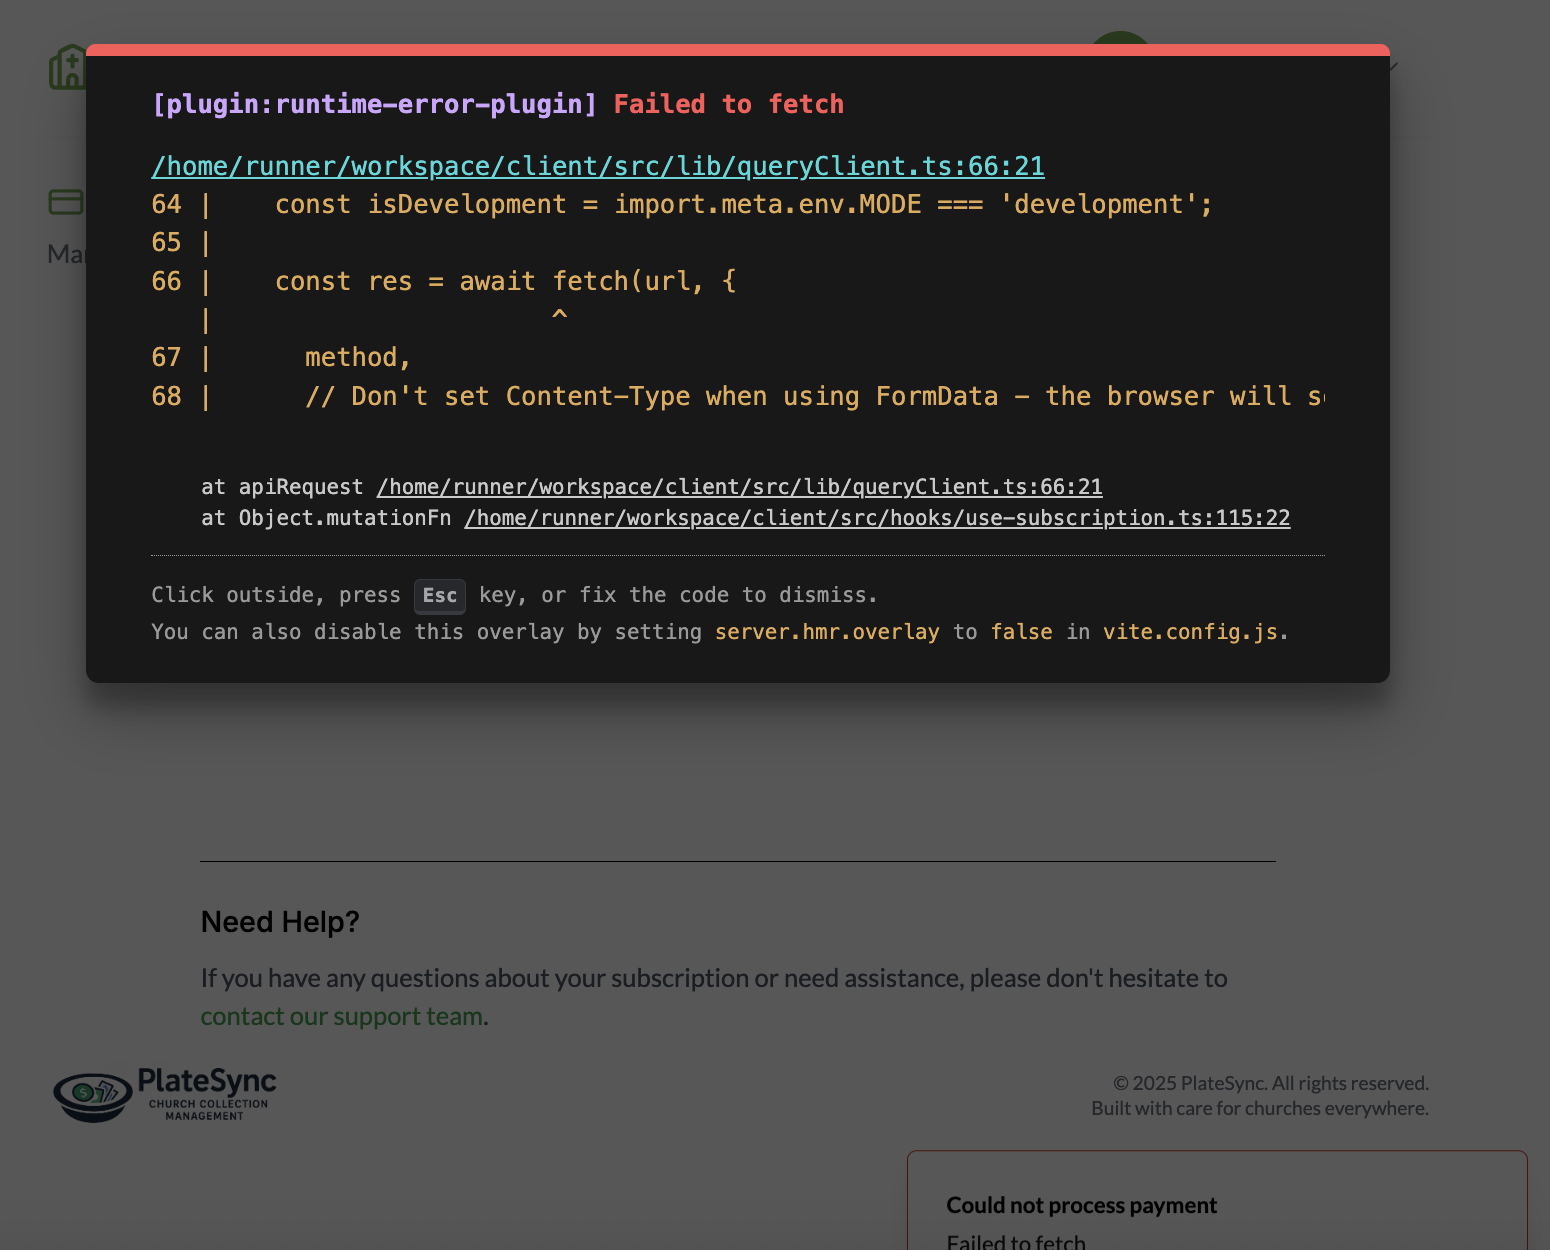 [plugin:runtime-error-plugin] Failed to fetch
/home/runner/workspace/client/src/lib/queryClient.ts:66:21
64 |    const isDevelopment = import.meta.env.MODE === 'development';
65 |
66 |    const res = await fetch(url, {
   |                      ^
67 |      method,
68 |      // Don't set Content-Type when using FormData - the browser will
at apiRequest /home/runner/workspace/client/src/lib/queryClient.ts:66:21
at Object.mutationFn /home/runner/workspace/client/src/hooks/use-subscription.ts:115:22
Click outside, press Esc key, or fix the code to dismiss.
You can also disable this overlay by setting server.hmr.overlay to false in vite.config.js.
Need Help?
If you have any questions about your subscription or need assistance, please don't hesitate to
contact our support team.
PlateSync
CHURCH COLLECTION
MANAGEMENT
© 2025 PlateSync. All rights reserved.
Built with care for churches everywhere.
Could not process payment
Failed to fetch